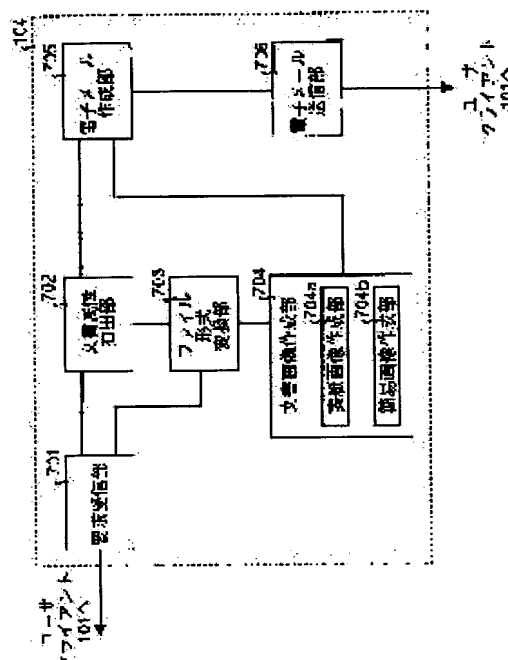 104
705
電子メール
作成部
706
電子メール
送信部
ユーザ
クライアント
101へ
702
文書属性
抽出部
703
ファイル
形式
変換部
704
文書画像作成部
704a
表紙画像作成部
704b
簡易画像作成部
701
要求受信部
ユーザ
クライアント
101へ